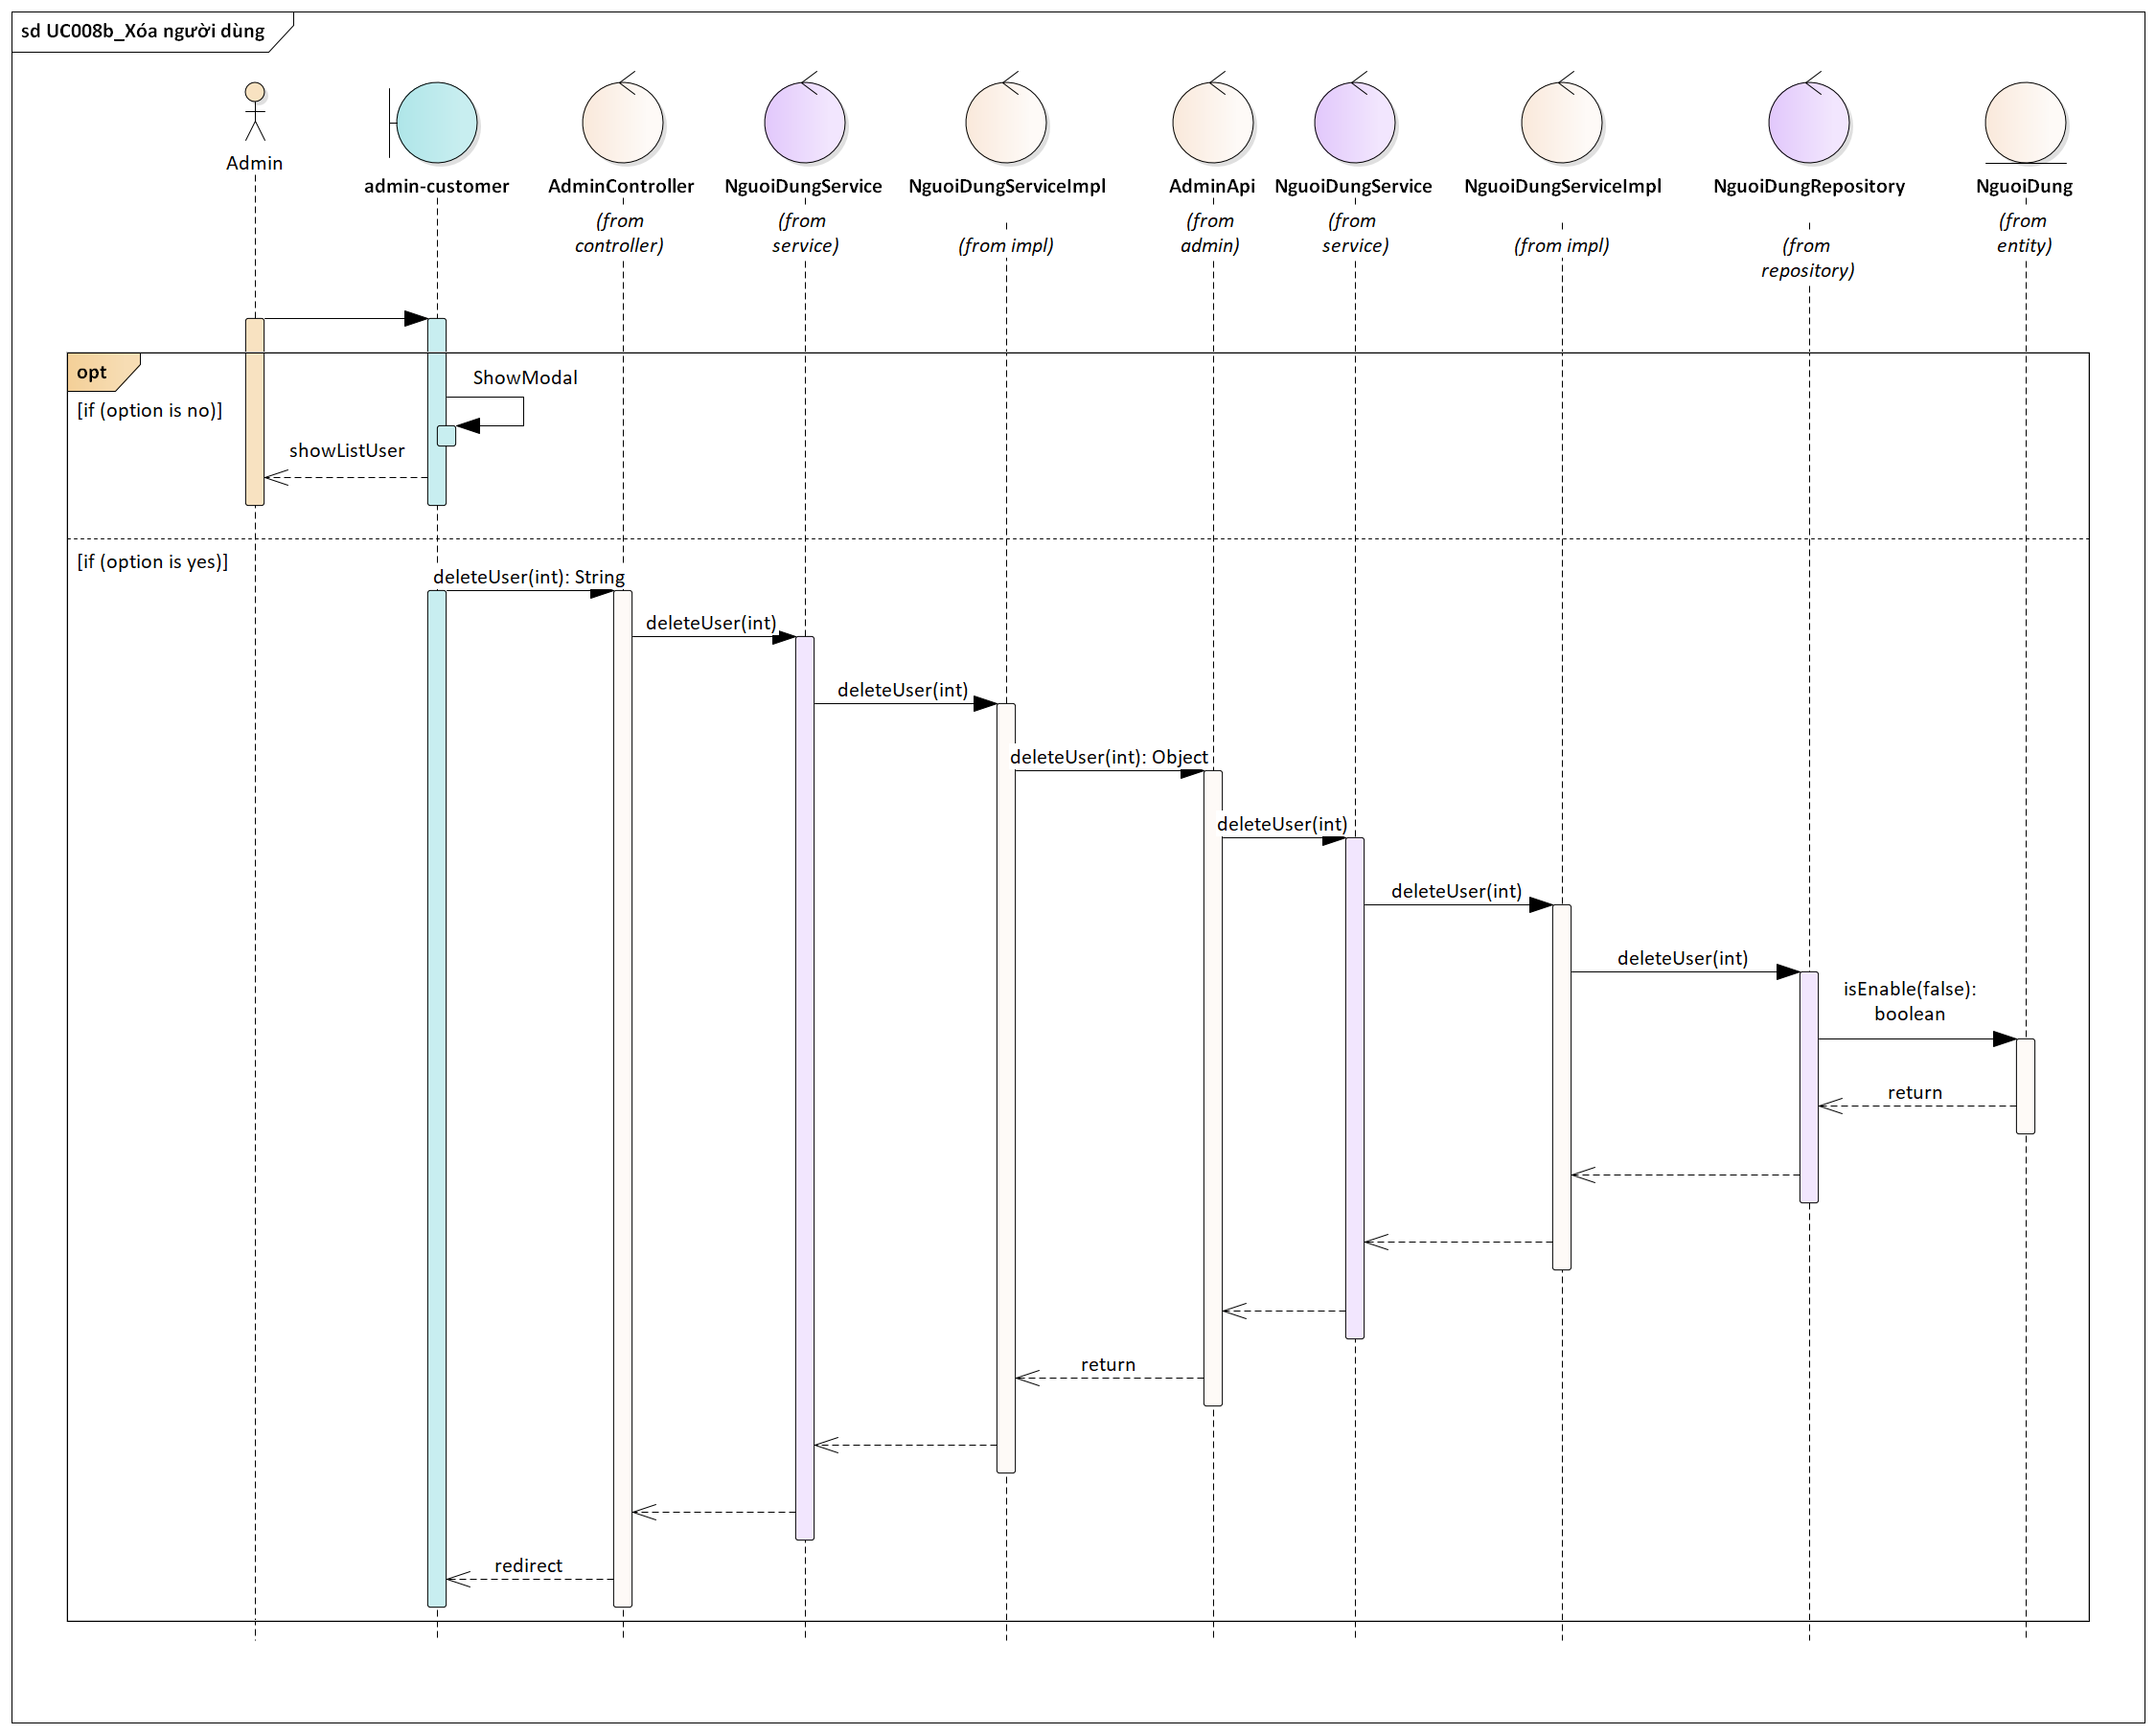 sd UC008b_Xóa người dùng
Admin
admin-customer
AdminController
NguoiDungService
NguoiDungServiceImpl
AdminApi
NguoiDungService
NguoiDungServiceImpl
NguoiDungRepository
NguoiDung
(from
controller)
(from
service)
(from impl)
(from
admin)
(from
service)
(from impl)
(from
repository)
(from
entity)
opt
[if (option is no)]
ShowModal
showListUser
[if (option is yes)]
deleteUser(int): String
deleteUser(int)
deleteUser(int)
deleteUser(int): Object
deleteUser(int)
deleteUser(int)
deleteUser(int)
isEnable(false):
boolean
return
return
redirect